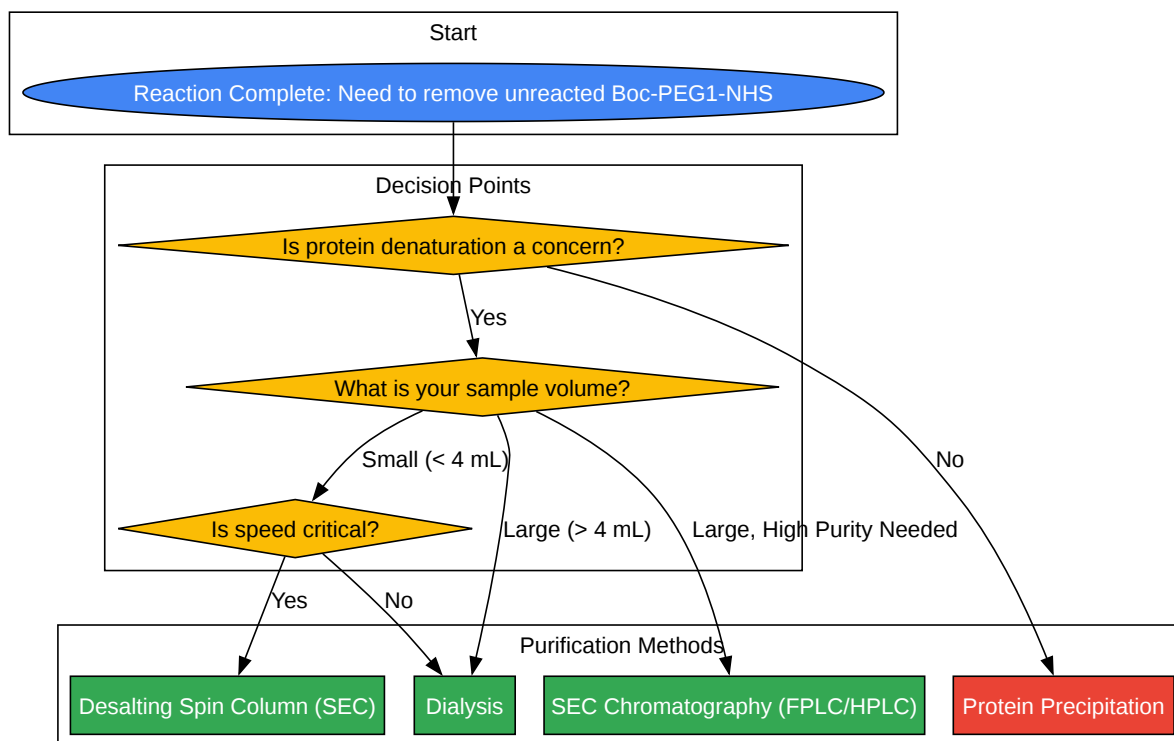 Start
Reaction Complete: Need to remove unreacted Boc-PEG1-NHS
Decision Points
Is protein denaturation a concern?
Yes
What is your sample volume?
Small (< 4 mL)
No
Is speed critical?
Large (> 4 mL)
Large, High Purity Needed
Yes
No
Purification Methods
Desalting Spin Column (SEC)
Dialysis
SEC Chromatography (FPLC/HPLC)
Protein Precipitation